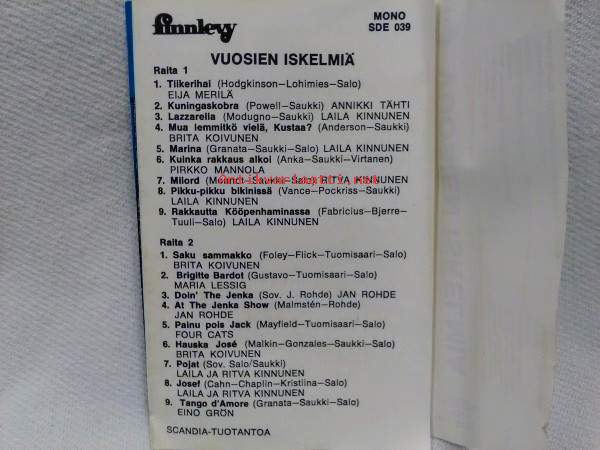 finnlevy
MONO
SDE 039
VUOSIEN ISKELMIÄ
Raita 1
1. Tiikerihai (Hodgkinson—Lohimies—Salo)
EIJA MERILÄ
2. Kuningaskobra (Powell—Saukki) ANNIKKI TÄHTI
3. Lazzarella (Modugno—Saukki) LAILA KINNUNEN
4. Mua lemmitkö vielä, Kustaa? (Anderson—Saukki)
BRITA KOIVUNEN
5. Marina (Granata—Saukki—Salo) LAILA KINNUNEN
6. Kuinka rakkaus alkoi (Anka—Saukki—Virtanen)
PIRKKO MANNOLA
7. Milord RITVA KINNUNEN
8. Pikku-pikku bikinissä (Vance—Pockriss—Saukki)
LAILA KINNUNEN
9. Rakkautta Kööpenhaminassa (Fabricius—Bjerre—
Tuuli—Salo) LAILA KINNUNEN
Raita 2
1. Saku sammakko (Foley—Flick—Tuomisaari—Salo)
BRITA KOIVUNEN
2. Brigitte Bardot (Gustavo—Tuomisaari—Salo)
MARIA LESSIG
3. Doin' The Jenka (Sov. J. Rohde) JAN ROHDE
4. At The Jenka Show (Malmstén—Rohde)
JAN ROHDE
5. Painu pois Jack (Mayfield—Tuomisaari—Salo)
FOUR CATS
6. Hauska José (Malkin—Gonzales—Saukki—Salo)
BRITA KOIVUNEN
7. Pojat (Sov. Salo/Saukki)
LAILA JA RITVA KINNUNEN
8. Josef (Cahn—Chaplin—Kristiina—Salo)
LAILA JA RITVA KINNUNEN
9. Tango d'Amore (Granata—Saukki—Salo)
EINO GRÖN
SCANDIA-TUOTANTOA